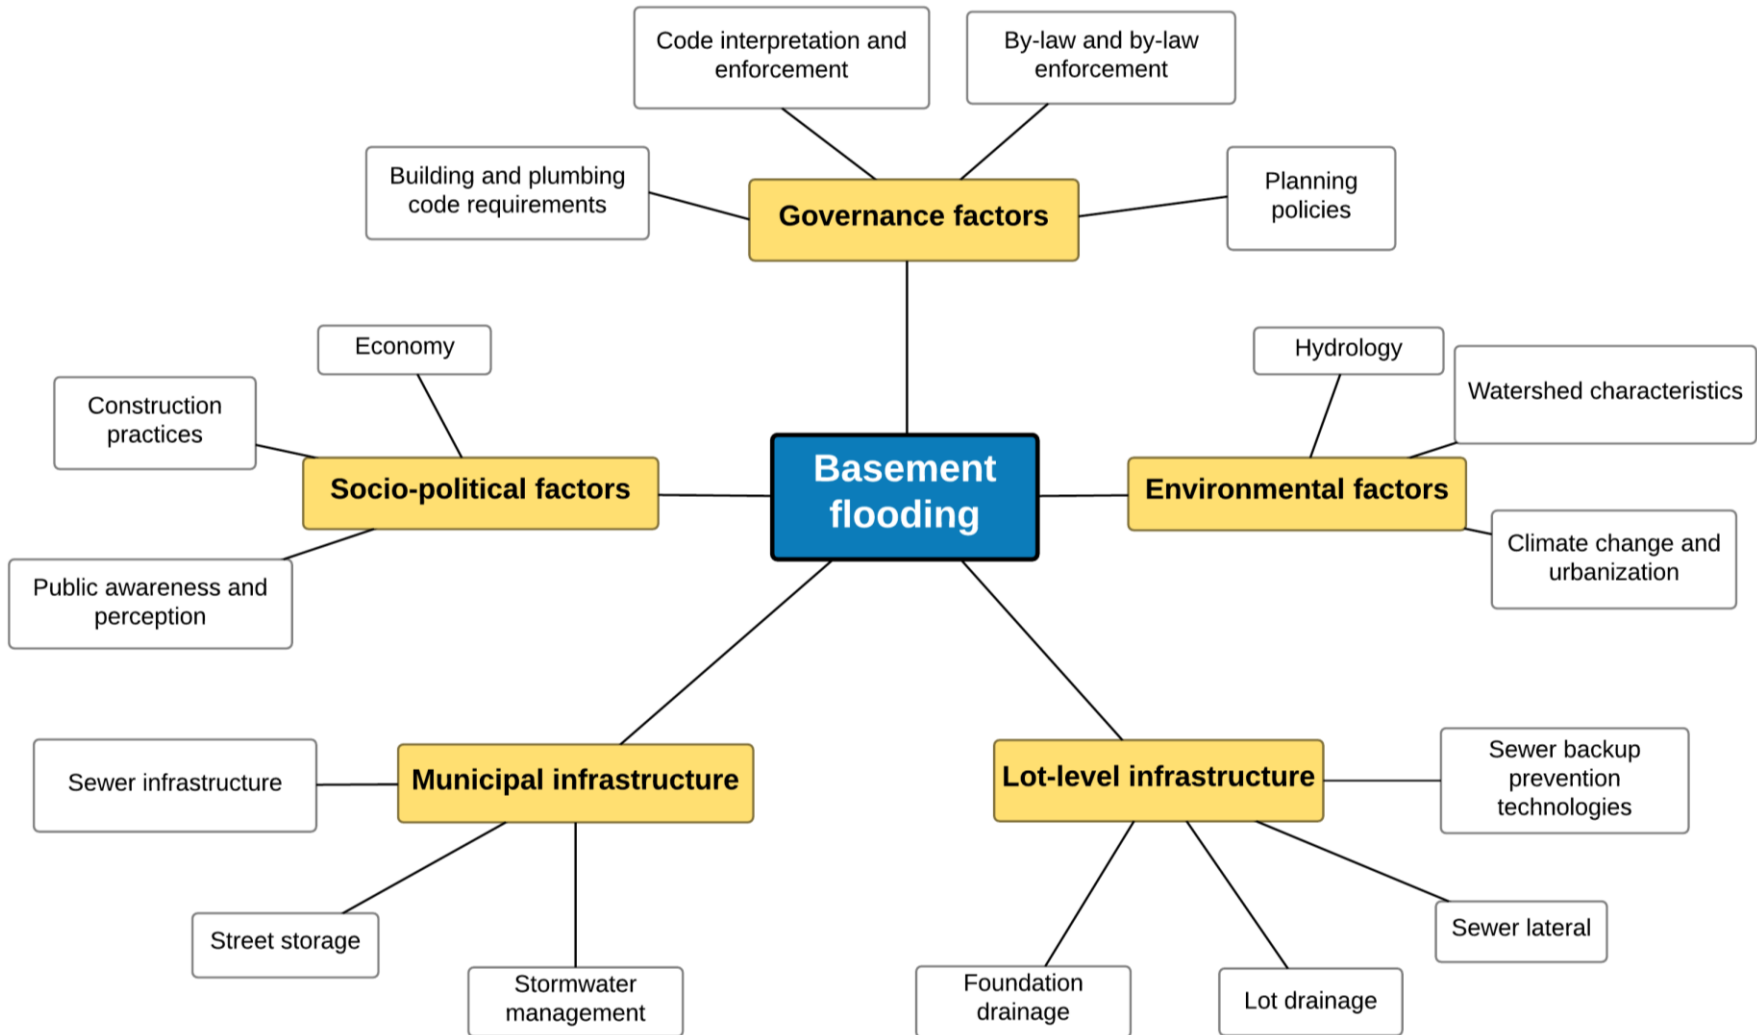 Code interpretation and
enforcement
By-law and by-law
enforcement
Building and plumbing
code requirements
Planning
policies
Governance factors
Economy
Hydrology
Construction
practices
Watershed characteristics
Basement
flooding
Socio-political factors
Environmental factors
Public awareness and
perception
Climate change and
urbanization
Sewer infrastructure
Municipal infrastructure
Lot-level infrastructure
Sewer backup
prevention
technologies
Street storage
Stormwater
management
Foundation
drainage
Lot drainage
Sewer lateral